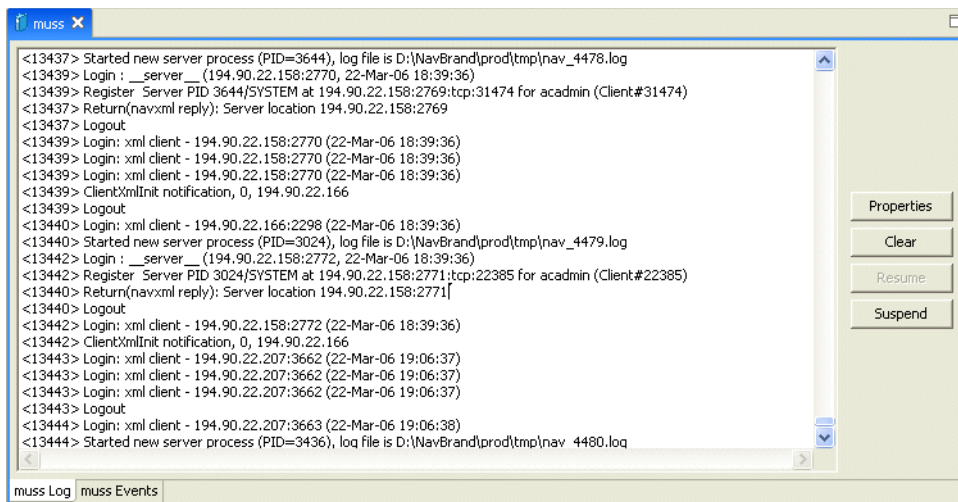 muss
<13437> Started new server process (PID=3644), log file is D:\NavBrand\prod\tmp\nav_4478.log
<13439> Login : __server__ (194.90.22.158:2770, 22-Mar-06 18:39:36)
<13439> Register Server PID 3644/SYSTEM at 194.90.22.158:2769:tcp:31474 for acadmin (Client#31474)
<13437> Return(navxml reply): Server location 194.90.22.158:2769
<13437> Logout
<13439> Login: xml client - 194.90.22.158:2770 (22-Mar-06 18:39:36)
<13439> Login: xml client - 194.90.22.158:2770 (22-Mar-06 18:39:36)
<13439> Login: xml client - 194.90.22.158:2770 (22-Mar-06 18:39:36)
<13439> ClientXmlInit notification, 0, 194.90.22.166
<13439> Logout
<13440> Login: xml client - 194.90.22.166:2298 (22-Mar-06 18:39:36)
<13440> Started new server process (PID=3024), log file is D:\NavBrand\prod\tmp\nav_4479.log
<13442> Login : __server__ (194.90.22.158:2772, 22-Mar-06 18:39:36)
<13442> Register Server PID 3024/SYSTEM at 194.90.22.158:2771:tcp:22385 for acadmin (Client#22385)
<13440> Return(navxml reply): Server location 194.90.22.158:2771
<13440> Logout
<13442> Login: xml client - 194.90.22.158:2772 (22-Mar-06 18:39:36)
<13442> ClientXmlInit notification, 0, 194.90.22.166
<13443> Login: xml client - 194.90.22.207:3662 (22-Mar-06 19:06:37)
<13443> Login: xml client - 194.90.22.207:3662 (22-Mar-06 19:06:37)
<13443> Login: xml client - 194.90.22.207:3662 (22-Mar-06 19:06:37)
<13443> Logout
<13444> Login: xml client - 194.90.22.207:3663 (22-Mar-06 19:06:38)
<13444> Started new server process (PID=3436), log file is D:\NavBrand\prod\tmp\nav_4480.log
Properties
Clear
Resume
Suspend
muss Log
muss Events